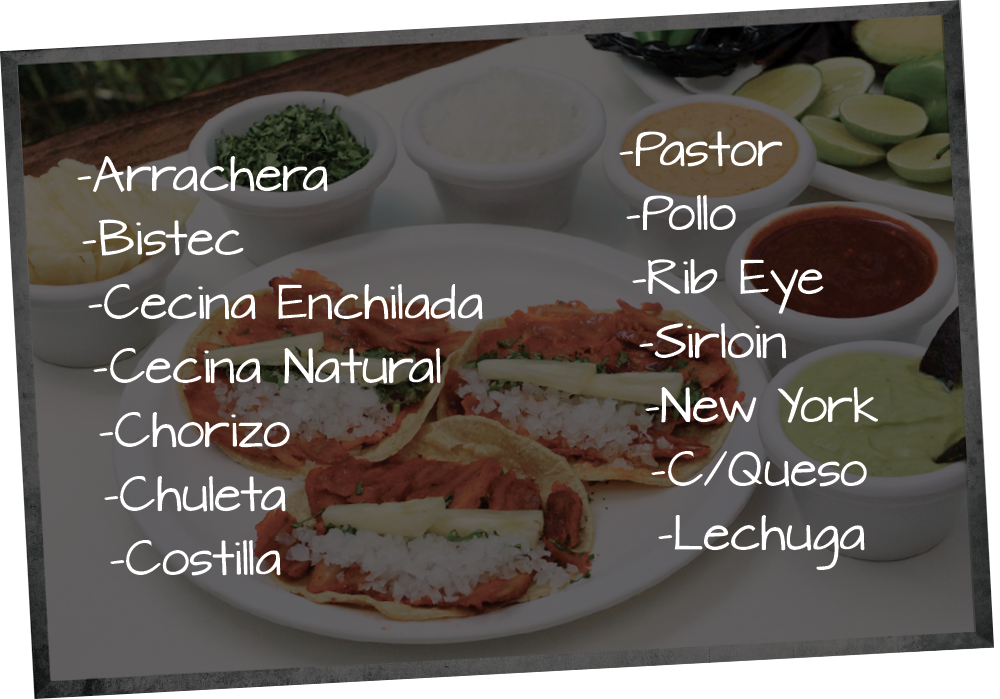 -Arrachera
-Bistec
-Cecina Enchilada
-Cecina Natural
-Chorizo
-Chuleta
-Costilla
-Pastor
-Pollo
-Rib Eye
-Sirloin
-New York
-C/Queso
-Lechuga